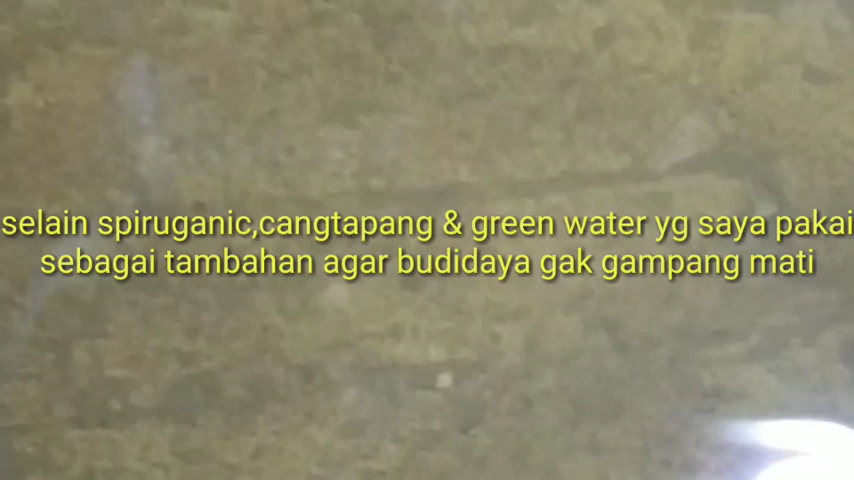 selain spiruganic,cangtapang & green water yg saya pakai
sebagai tambahan agar budidaya gak gampang mati